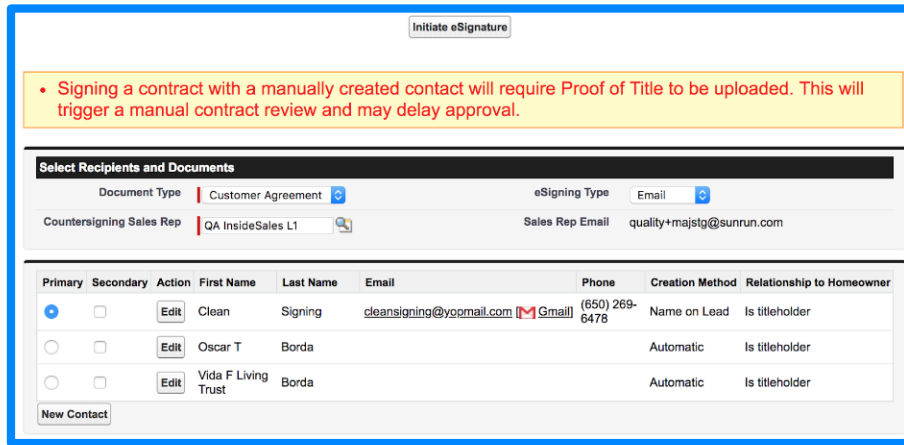 Initiate eSignature
• Signing a contract with a manually created contact will require Proof of Title to be uploaded. This will
trigger a manual contract review and may delay approval.
Select Recipients and Documents
Document Type Customer Agreement eSigning Type Email
Countersigning Sales Rep QA InsideSales L1 Sales Rep Email quality+majstg@sunrun.com
Primary Secondary Action First Name Last Name Email Phone Creation Method Relationship to Homeowner
Edit Clean Signing cleansigning@yopmail.com [M Gmail] (650) 269-
6478 Name on Lead Is titleholder
Edit Oscar T Borda Automatic Is titleholder
Edit Vida F Living
Trust Borda Automatic Is titleholder
New Contact